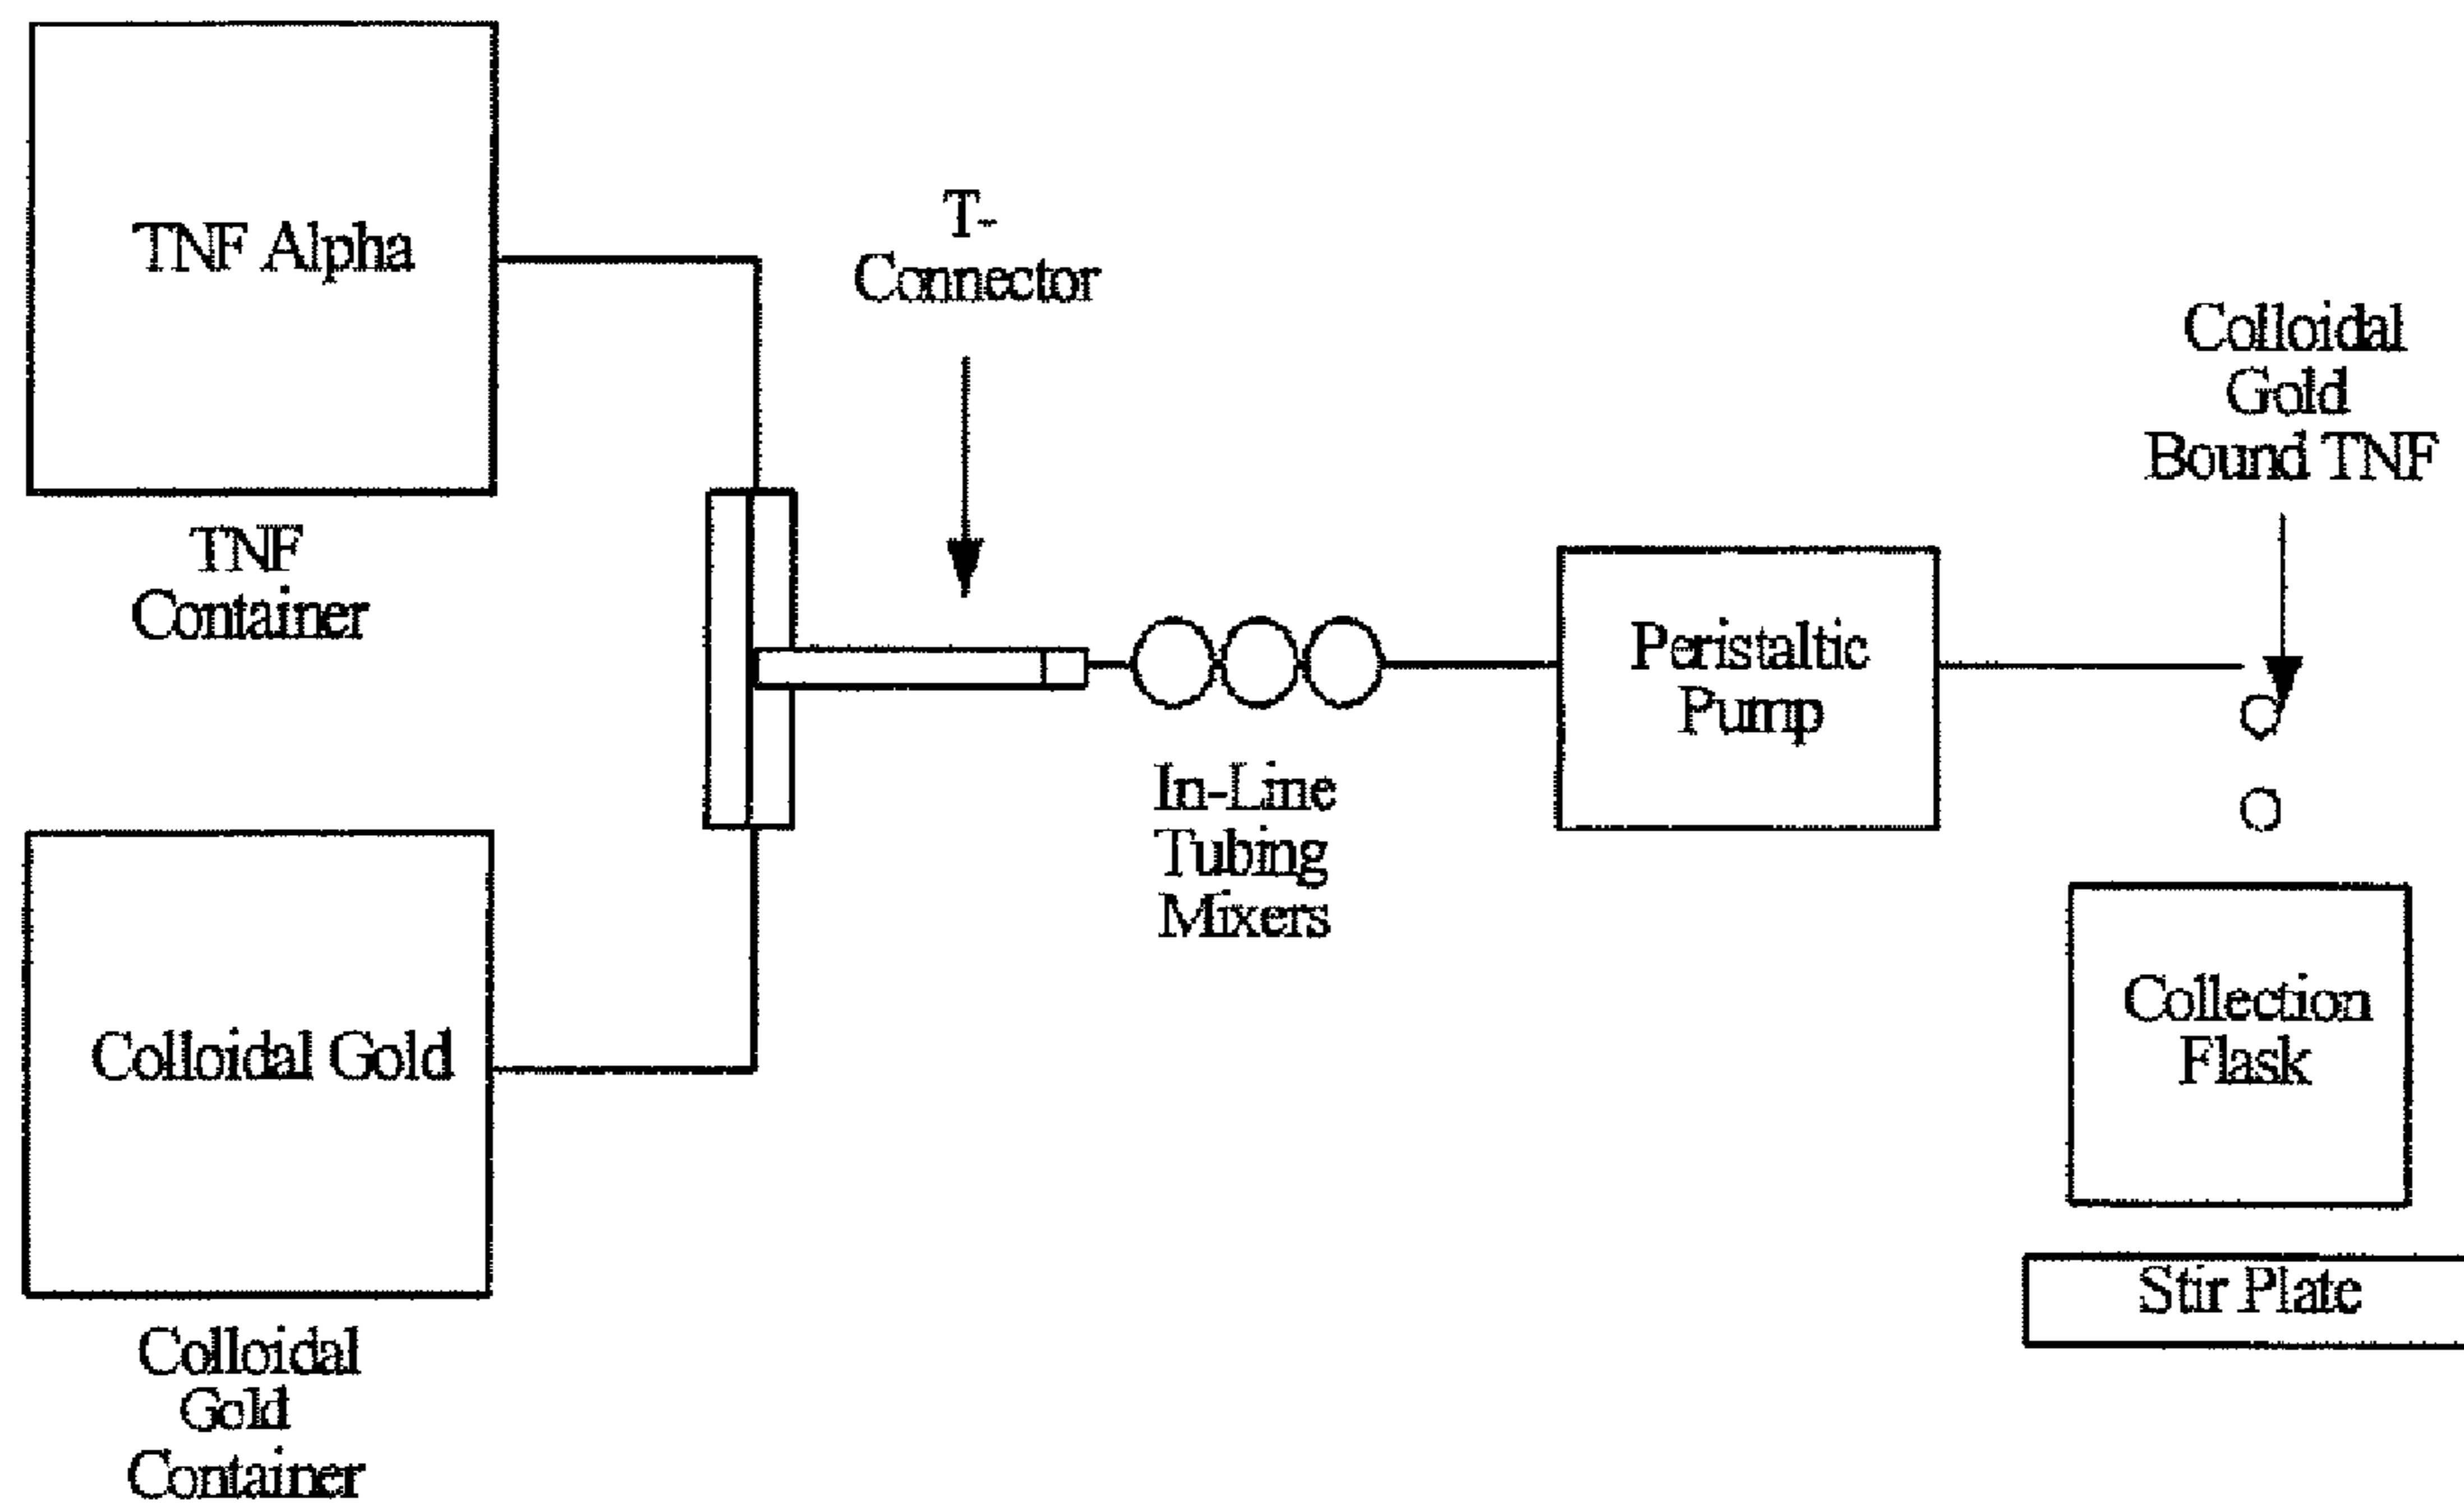 TNF Alpha
TNF
Container
T-
Connector
Colloidal
Gold
Bound TNF
Peristaltic
Pump
In-Line
Tubing
Mixers
Collection
Flask
Stir Plate
Colloidal Gold
Colloidal
Gold
Container